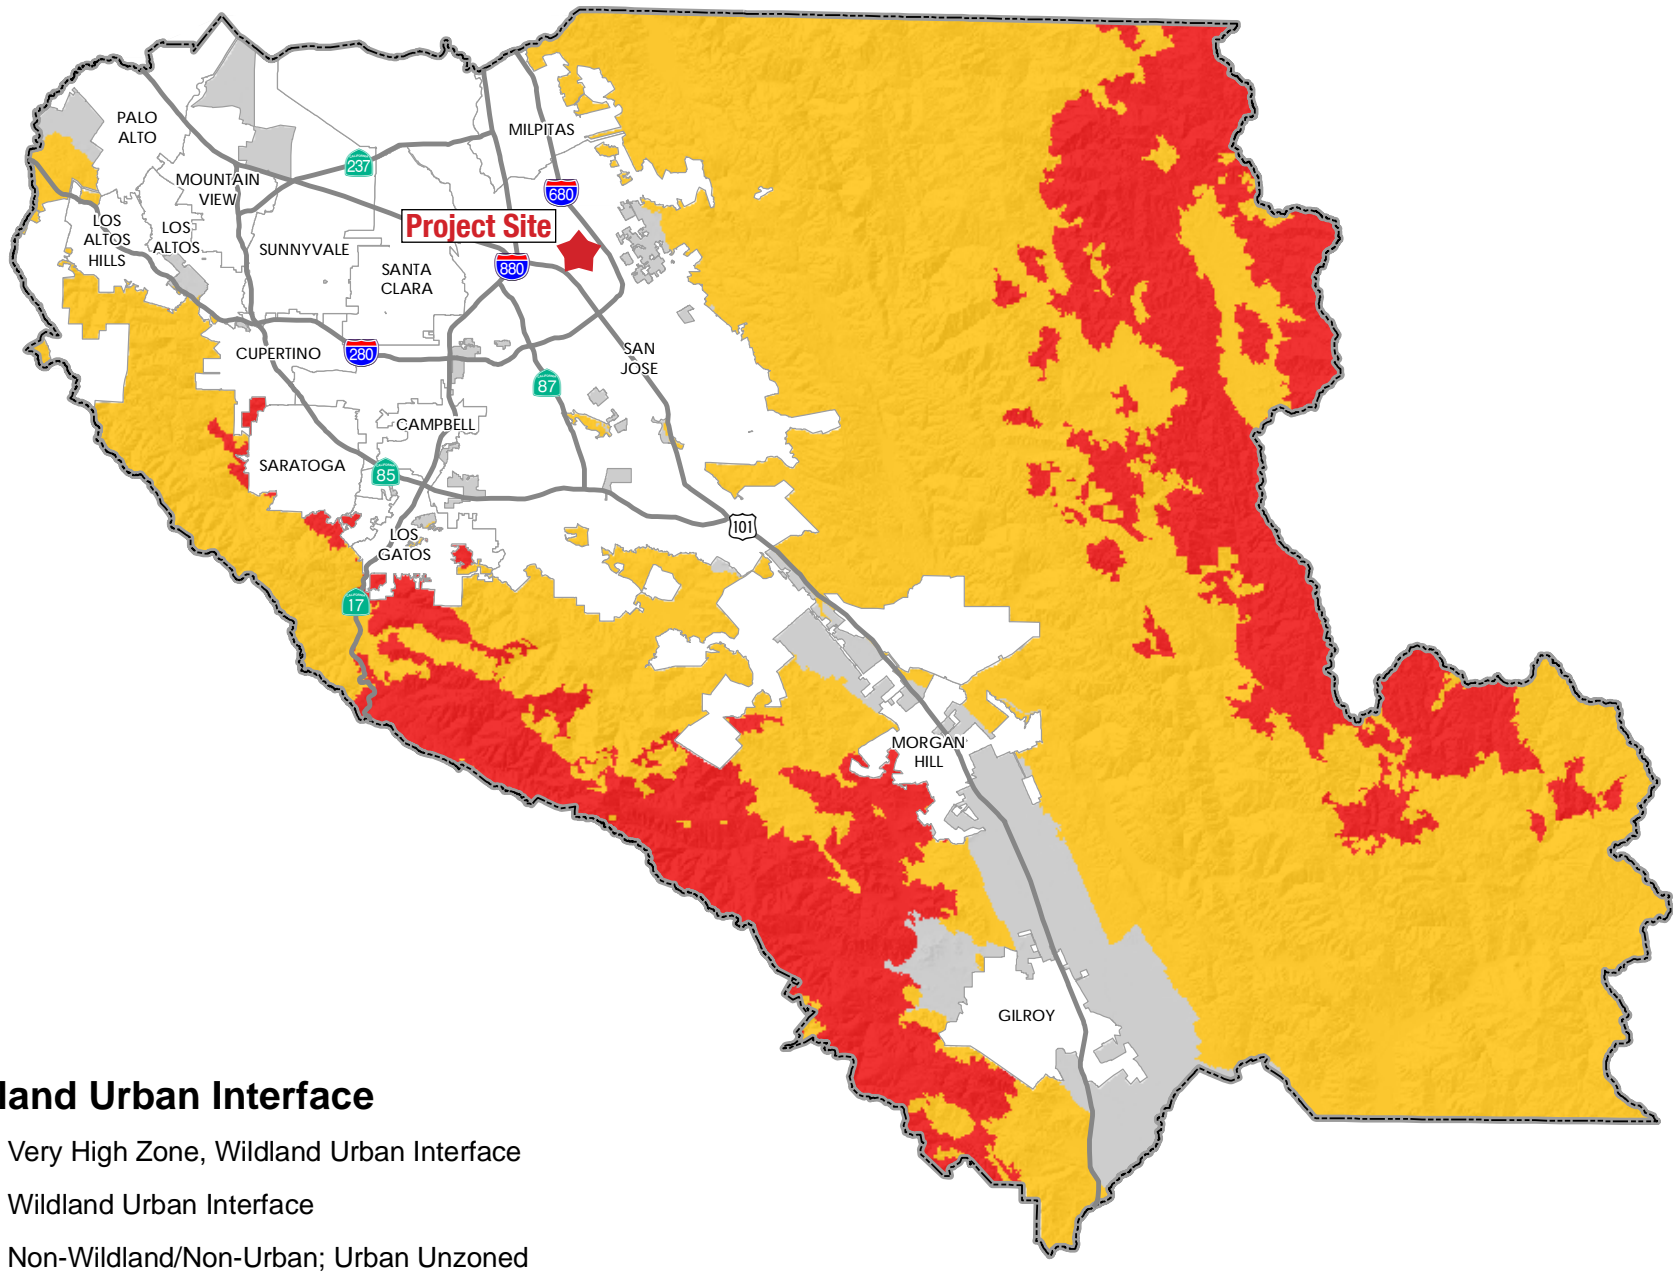 PALO
ALTO
MILPITAS
237
MOUNTAIN
VIEW
680
Project Site
LOS
ALTOS
HILLS
LOS
ALTOS
SUNNYVALE
SANTA
CLARA
880
CUPERTINO
280
SAN
JOSE
87
CAMPBELL
SARATOGA
85
101
LOS
GATOS
17
MORGAN
HILL
GILROY
land Urban Interface
Very High Zone, Wildland Urban Interface
Wildland Urban Interface
Non-Wildland/Non-Urban; Urban Unzoned